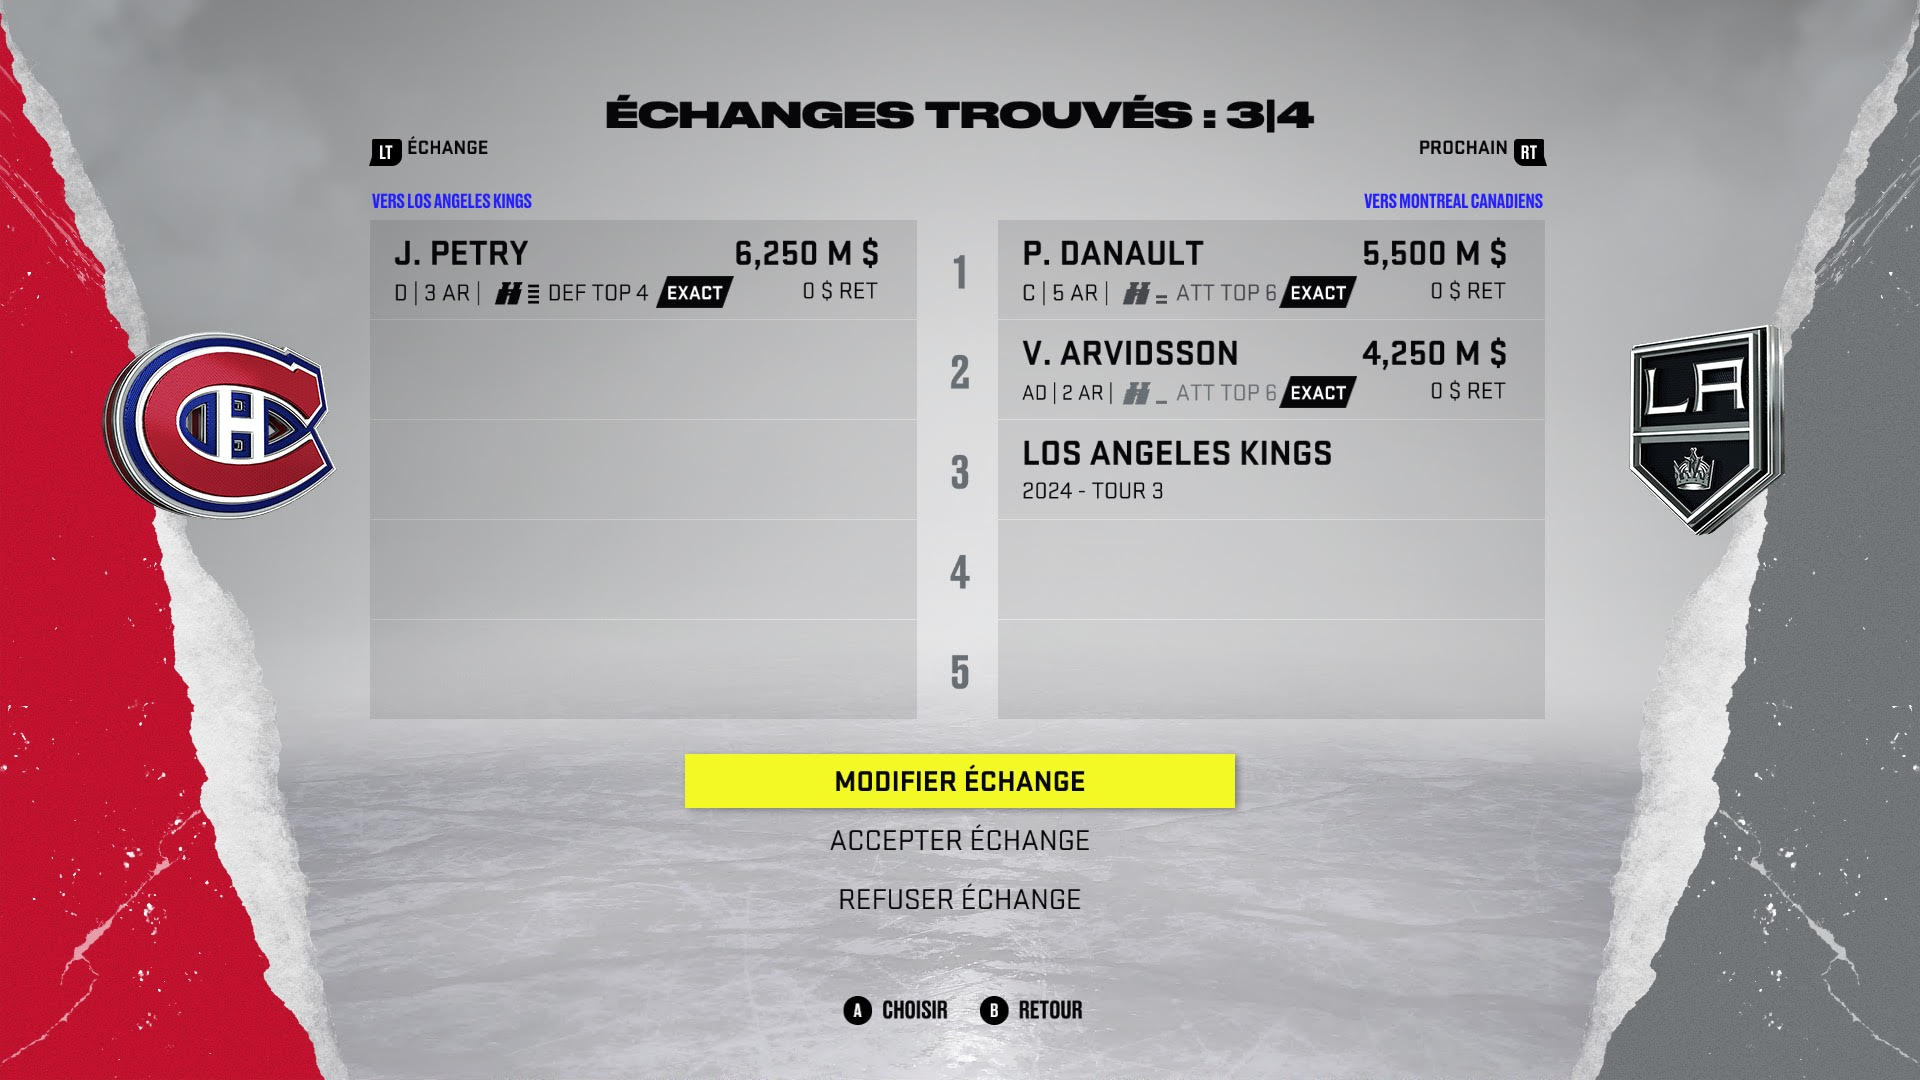 ÉCHANGES TROUVÉS : 3|4
LT ÉCHANGE
PROCHAIN RT
VERS LOS ANGELES KINGS
VERS MONTREAL CANADIENS
J. PETRY 6,250 M $
D | 3 AR | DEF TOP 4 EXACT 0 $ RET
1
P. DANAULT 5,500 M $
C | 5 AR | ATT TOP 6 EXACT 0 $ RET
2
V. ARVIDSSON 4,250 M $
AD | 2 AR | ATT TOP 6 EXACT 0 $ RET
3
LOS ANGELES KINGS
2024 - TOUR 3
4
5
LA
MODIFIER ÉCHANGE
ACCEPTER ÉCHANGE
REFUSER ÉCHANGE
A CHOISIR B RETOUR